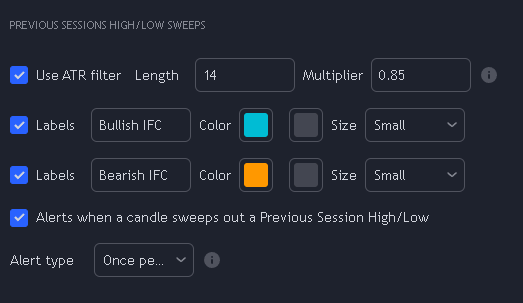 PREVIOUS SESSIONS HIGH/LOW SWEEPS
Use ATR filter Length 14 Multiplier 0.85
Labels Bullish IFC Color Size Small
Labels Bearish IFC Color Size Small
Alerts when a candle sweeps out a Previous Session High/Low
Alert type Once pe...